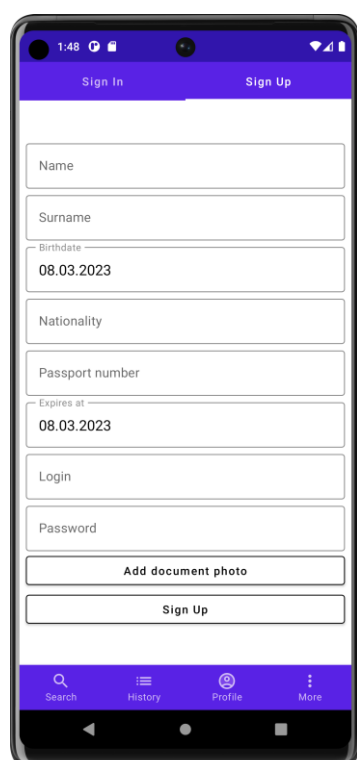 1:48
Sign In Sign Up
Name
Surname
Birthdate
08.03.2023
Nationality
Passport number
Expires at
08.03.2023
Login
Password
Add document photo
Sign Up
Search History Profile More